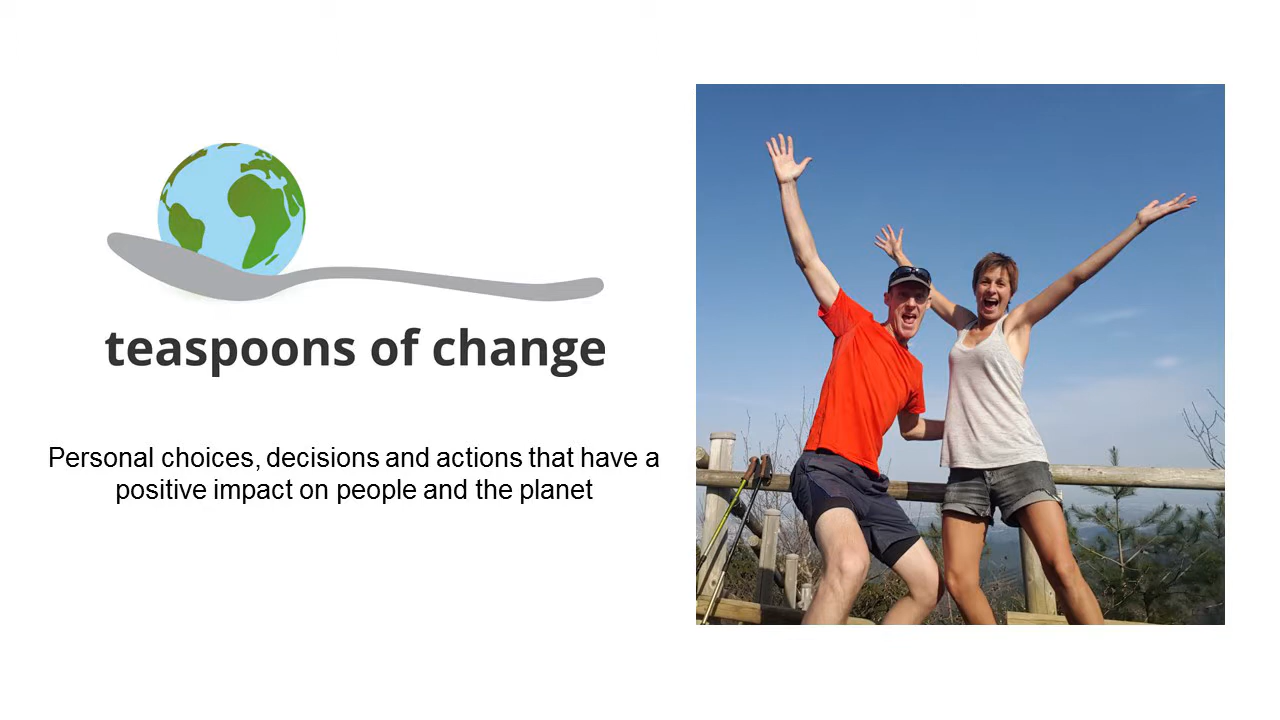 teaspoons of change
Personal choices, decisions and actions that have a
positive impact on people and the planet